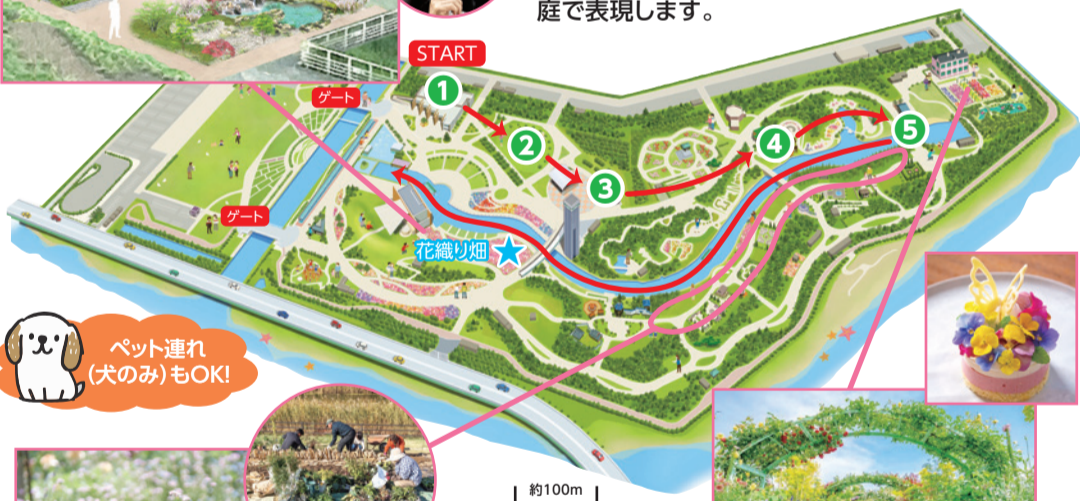 庭で表現します。
START
1
ゲート
2
3
4
5
ゲート
花織り畑
ペット連れ
(犬のみ)もOK!
約100m